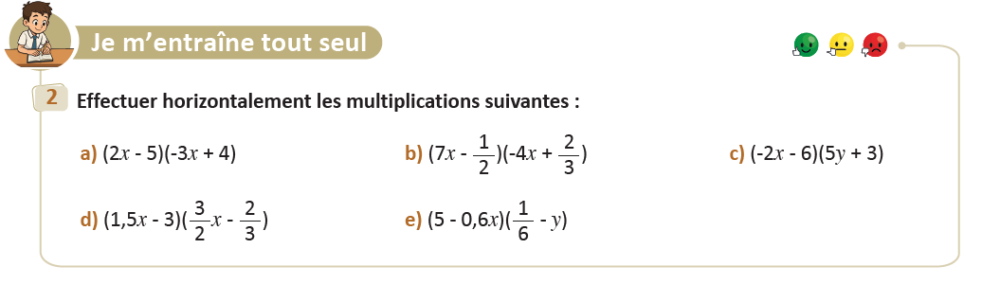 Je m'entraîne tout seul
2 Effectuer horizontalement les multiplications suivantes :
a) (2x - 5)(-3x + 4) b) (7x - 1/2)(-4x + 2/3) c) (-2x - 6)(5y + 3)
d) (1,5x - 3)(3/2 x - 2/3) e) (5 - 0,6x)(1/6 - y)